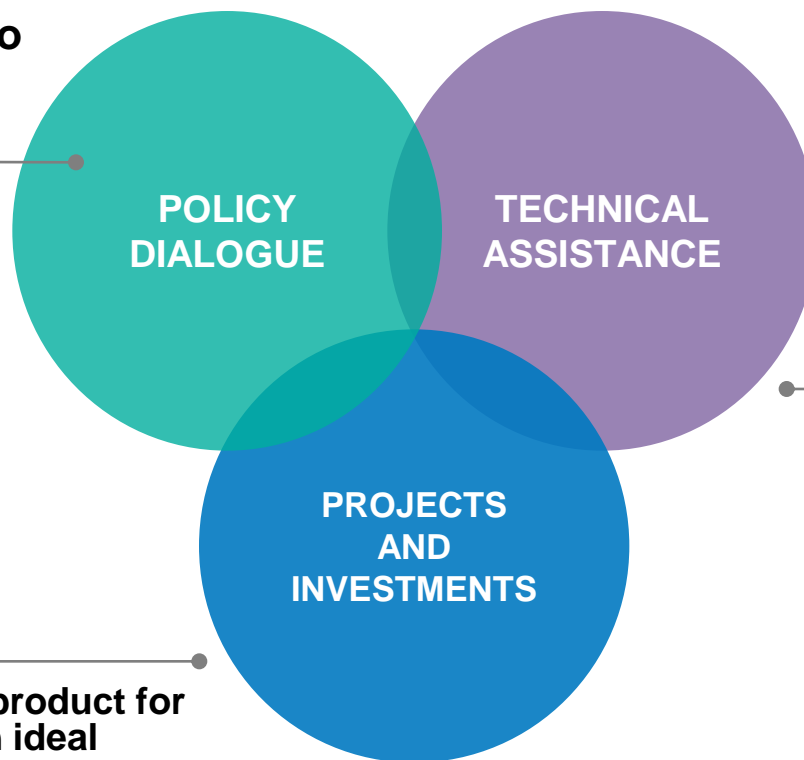 o
POLICY
DIALOGUE
TECHNICAL
ASSISTANCE
PROJECTS
AND
INVESTMENTS
product for
ideal